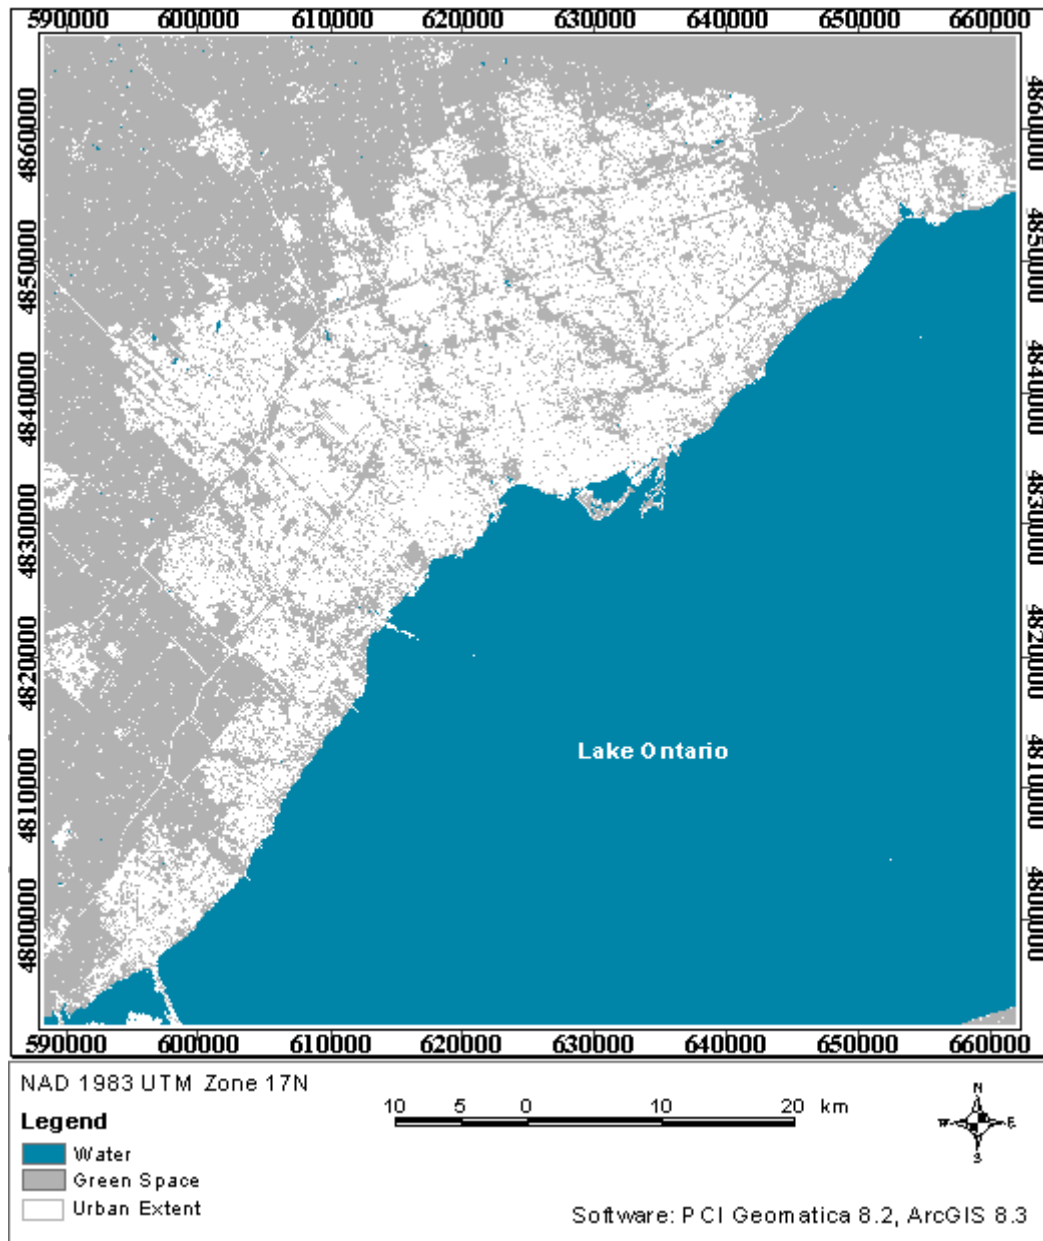 590000 600000 610000 620000 630000 640000 650000 660000
4860000
4850000
4840000
4830000
4820000
4810000
4800000
4860000
4850000
4840000
4830000
4820000
4810000
4800000
Lake Ontario
590000 600000 610000 620000 630000 640000 650000 660000
NAD 1983 UTM Zone 17N
Legend
Water
Green Space
Urban Extent
10 5 0 10 20 km
N
W E
S
Software: PCI Geomatica 8.2, ArcGIS 8.3